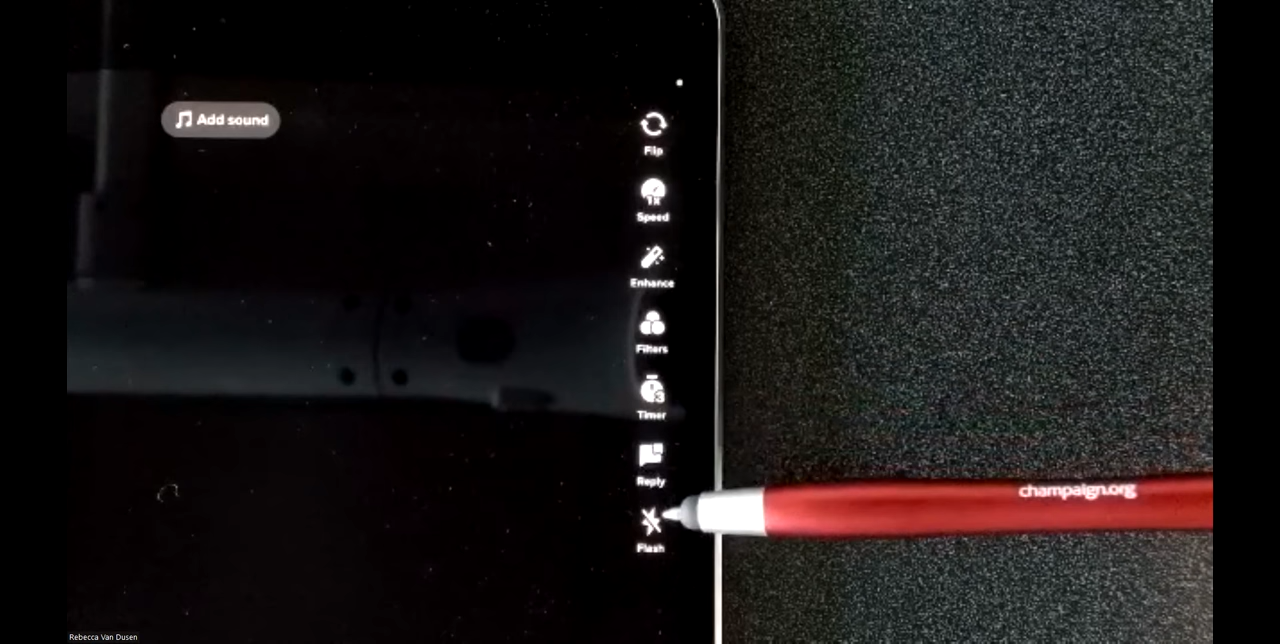 Add sound
Flip
1x
Speed
Enhance
Filters
3
Timer
Reply
Flash
champaign.org
Rebecca Van Dusen